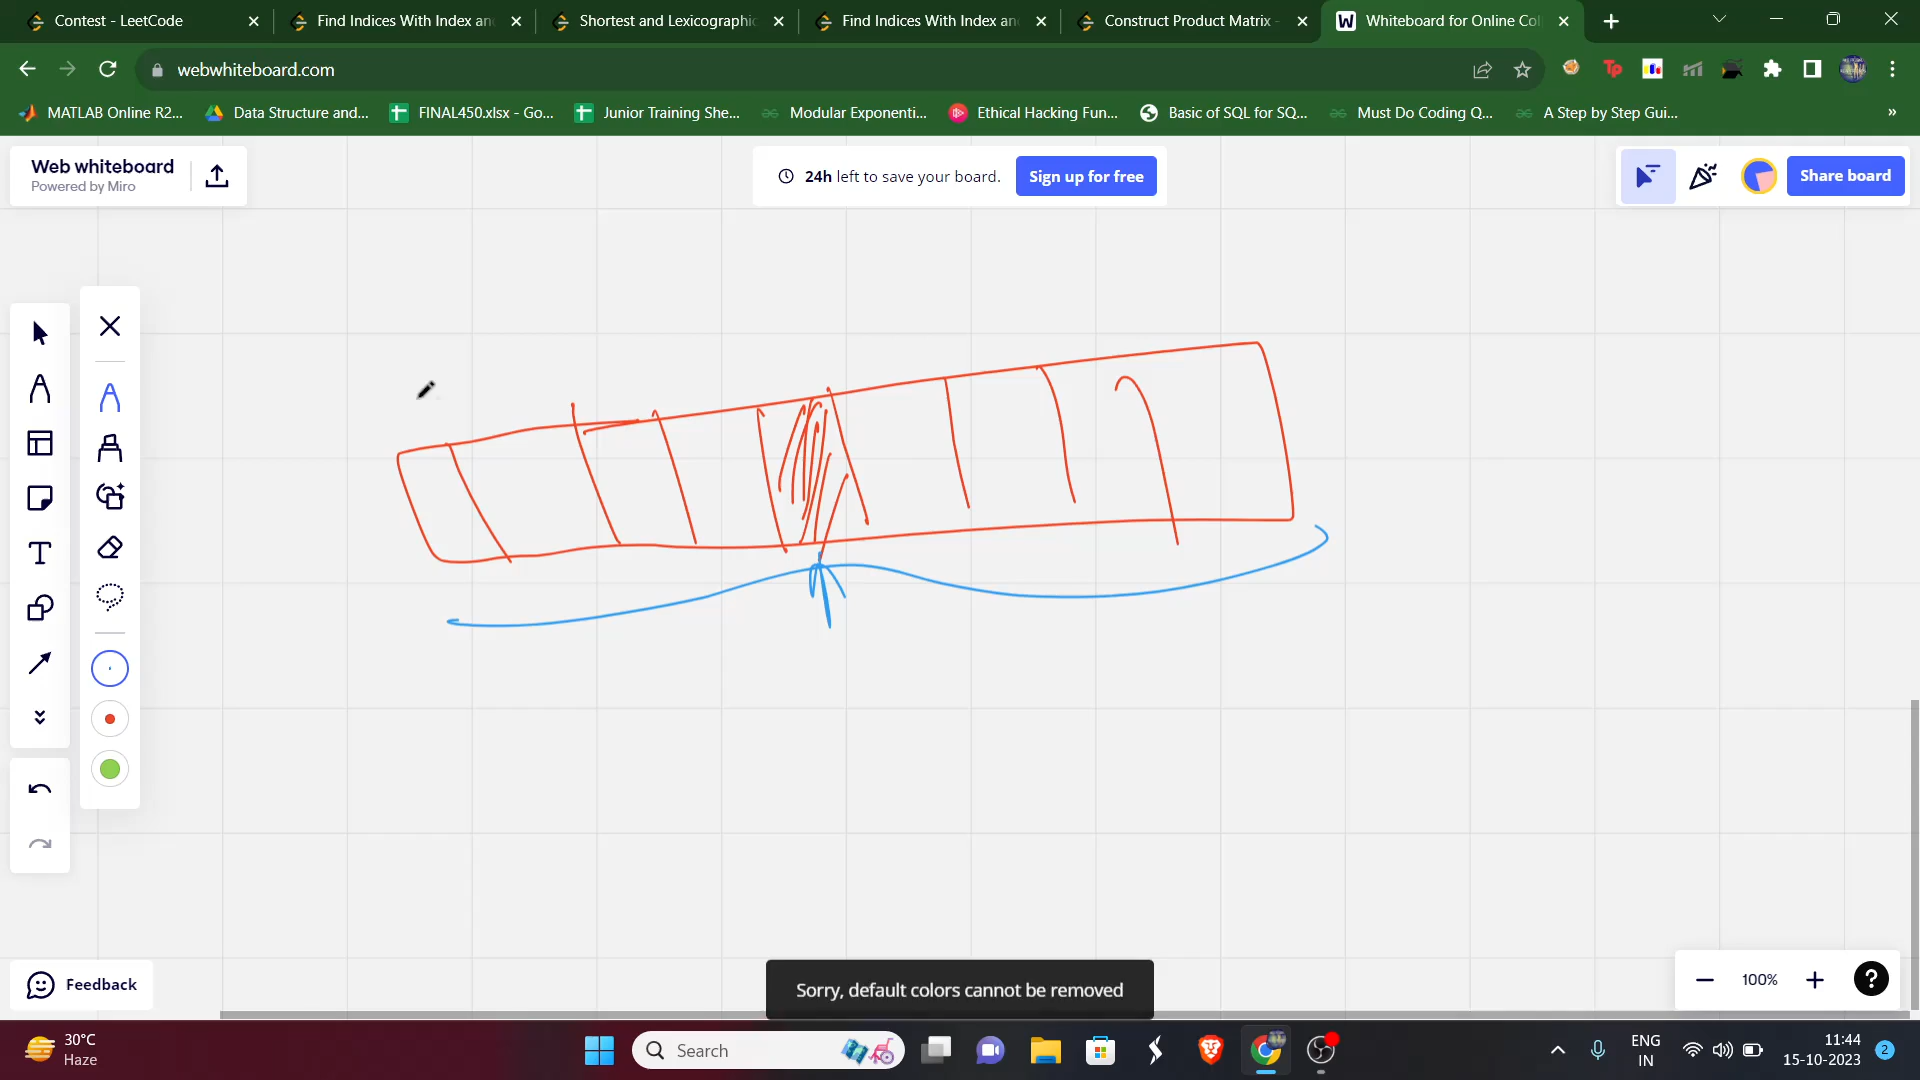 Contest - LeetCode
Find Indices With Index an
Shortest and Lexicographic
Find Indices With Index an
Construct Product Matrix -
Whiteboard for Online Col
webwhiteboard.com
MATLAB Online R2...
Data Structure and...
FINAL450.xlsx - Go...
Junior Training She...
Modular Exponenti...
Ethical Hacking Fun...
Basic of SQL for SQ...
Must Do Coding Q...
A Step by Step Gui...
Web whiteboard
Powered by Miro
24h left to save your board.
Sign up for free
Share board
Feedback
Sorry, default colors cannot be removed
100%
30°C
Haze
Search
ENG
IN
11:44
15-10-2023
2